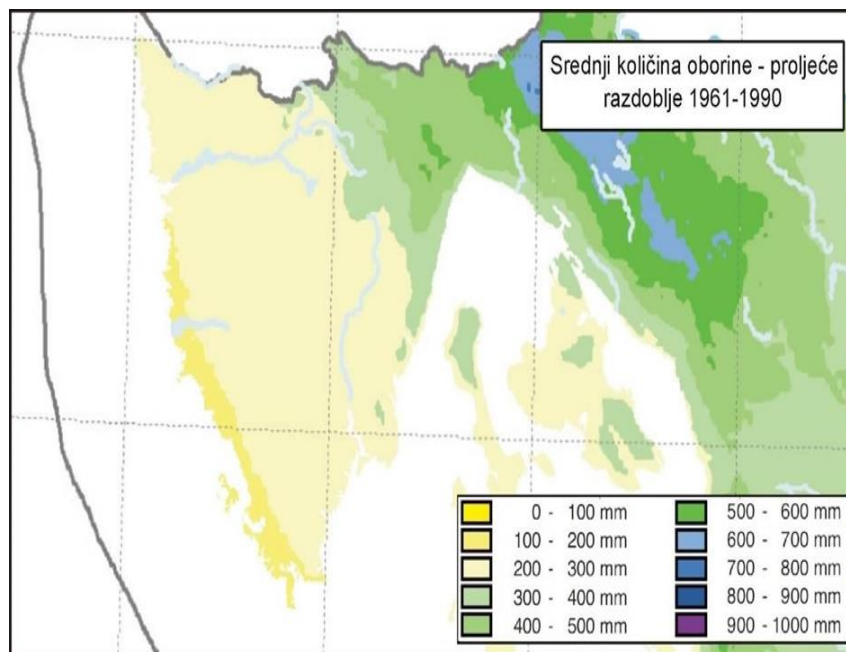 Srednji količina oborine - proljeće
razdoblje 1961-1990
0 - 100 mm
100 - 200 mm
200 - 300 mm
300 - 400 mm
400 - 500 mm
500 - 600 mm
600 - 700 mm
700 - 800 mm
800 - 900 mm
900 - 1000 mm